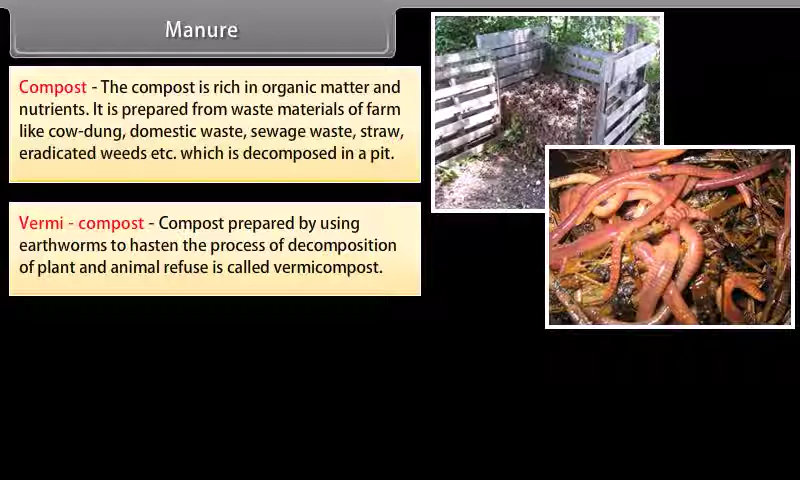 Manure
Compost - The compost is rich in organic matter and
nutrients. It is prepared from waste materials of farm
like cow-dung, domestic waste, sewage waste, straw,
eradicated weeds etc. which is decomposed in a pit.
Vermi - compost - Compost prepared by using
earthworms to hasten the process of decomposition
of plant and animal refuse is called vermicompost.